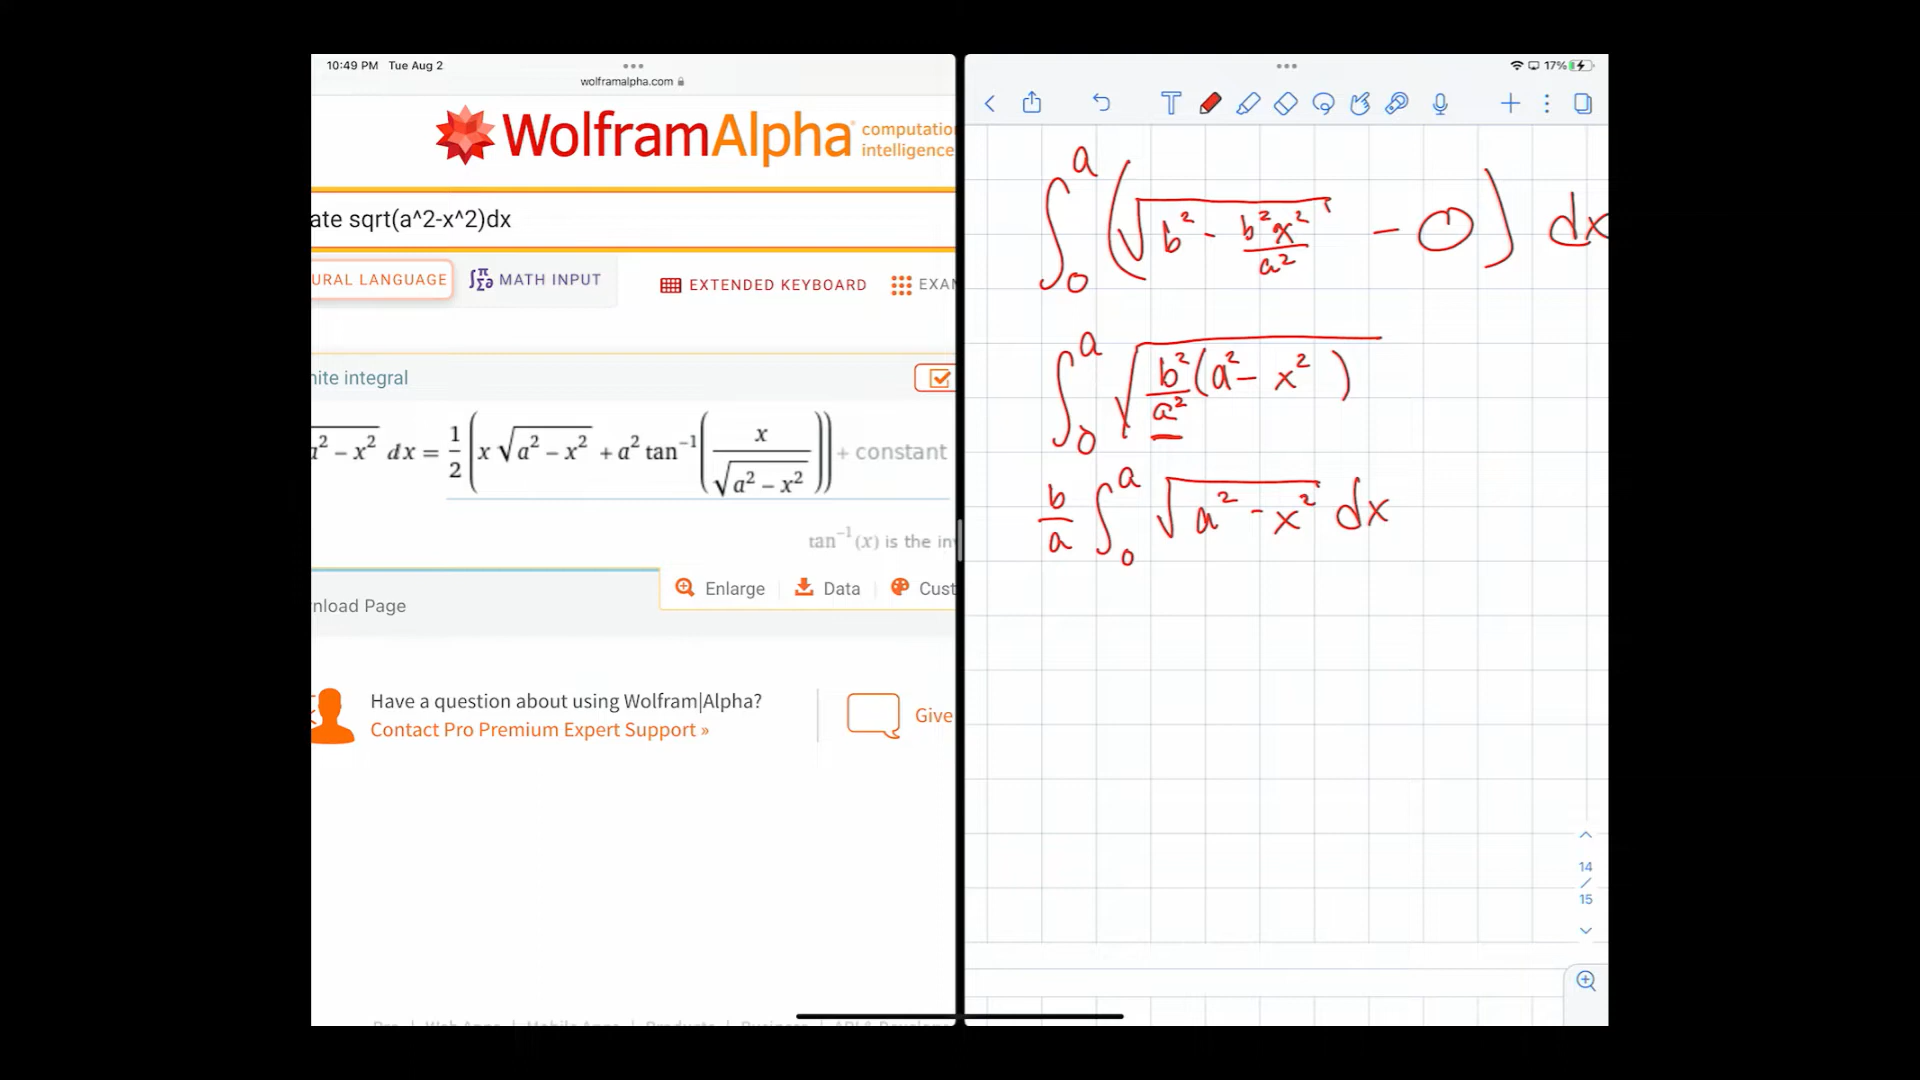 10:49 PM Tue Aug 2
wolframalpha.com
WolframAlpha computatio
intelligence
ate sqrt(a^2-x^2)dx
URAL LANGUAGE MATH INPUT EXTENDED KEYBOARD EXA
nite integral
a² − x² dx = 1/2 (x √(a² − x²) + a² tan⁻¹(x/√(a² − x²))) + constant
tan⁻¹(x) is the in
Enlarge Data Cust
nload Page
Have a question about using Wolfram|Alpha?
Contact Pro Premium Expert Support »
Give
17%
T
∫₀ᵃ (√(b² - b²x²/a²) - 0) dx
∫₀ᵃ √(b²/a² (a² - x²))
b/a ∫₀ᵃ √(a² - x²) dx
14
/
15